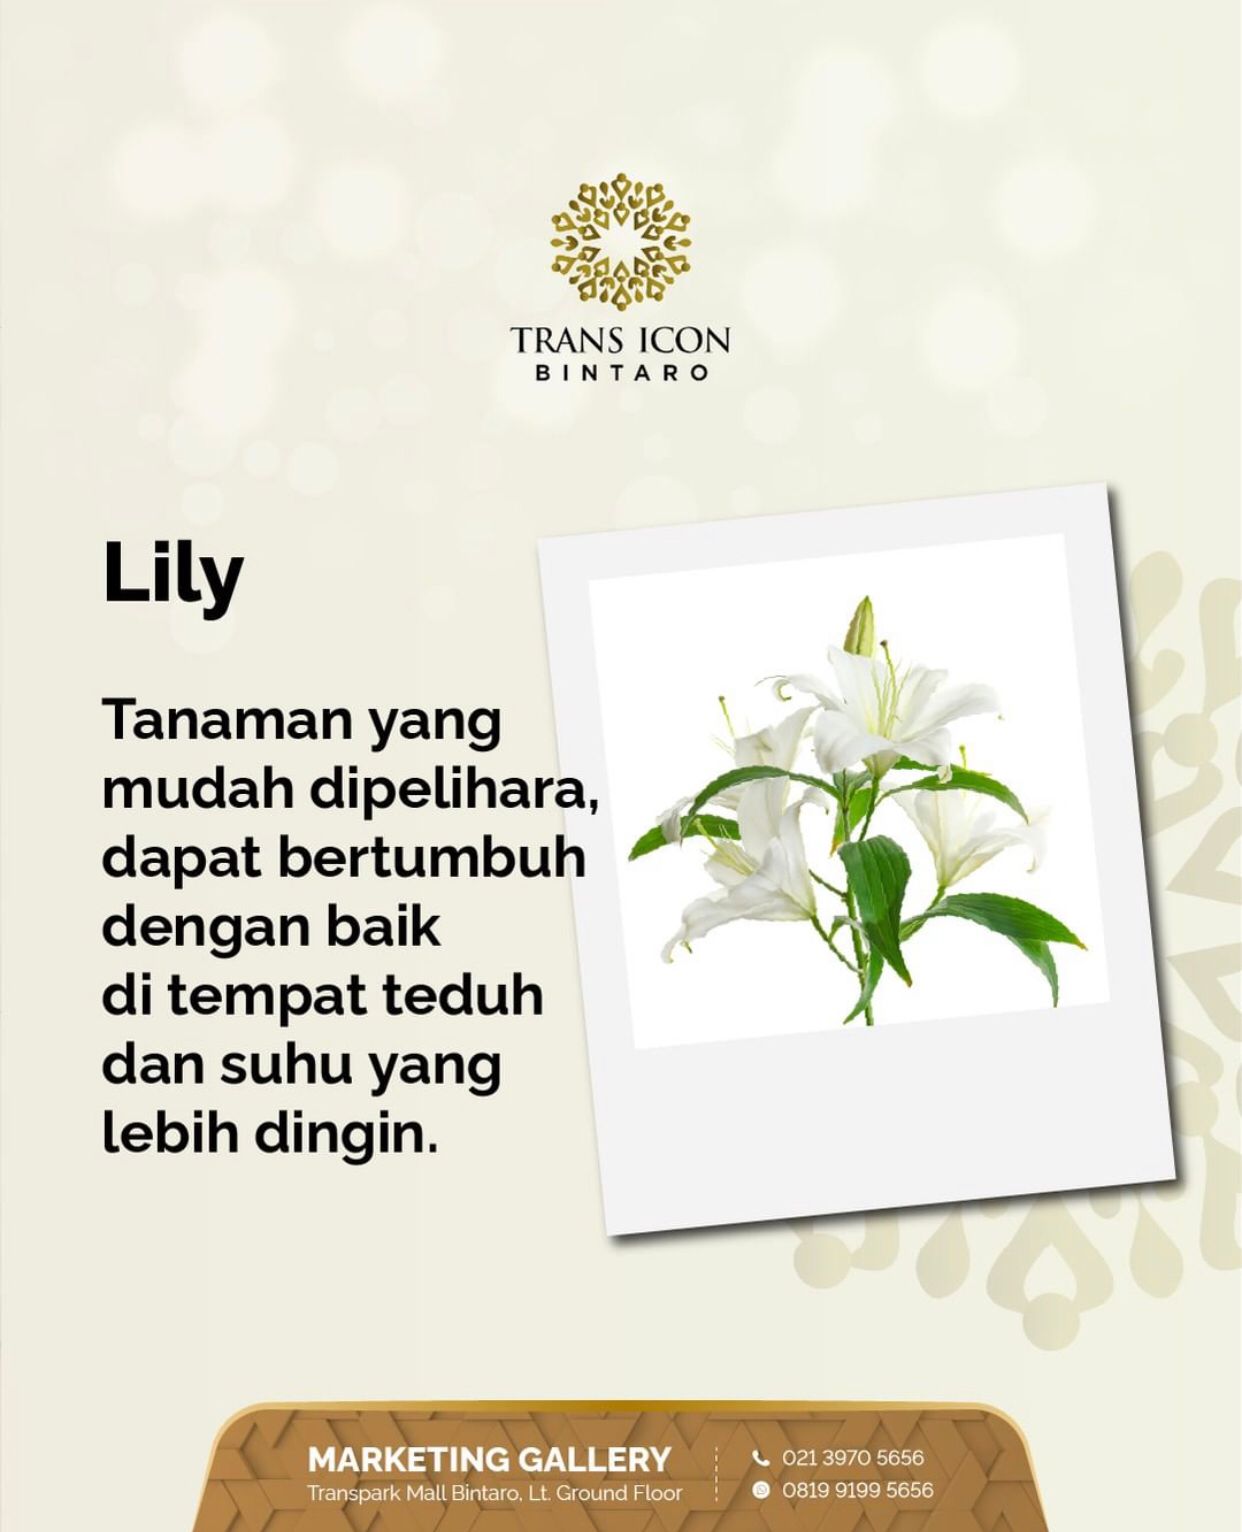 TRANS ICON
BINTARO
Lily
Tanaman yang
mudah dipelihara,
dapat bertumbuh
dengan baik
di tempat teduh
dan suhu yang
lebih dingin.
MARKETING GALLERY
Transpark Mall Bintaro, Lt. Ground Floor
021 3970 5656
0819 9199 5656